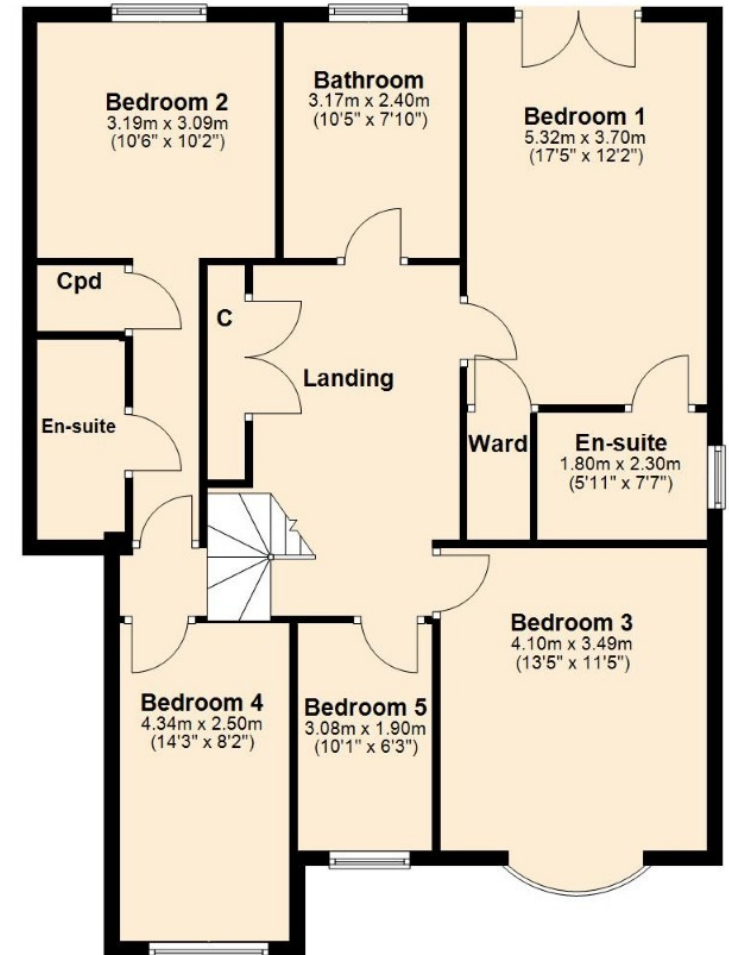 Bedroom 2
3.19m x 3.09m
(10'6" x 10'2")
Bathroom
3.17m x 2.40m
(10'5" x 7'10")
Bedroom 1
5.32m x 3.70m
(17'5" x 12'2")
Cpd
C
Landing
En-suite
Ward
En-suite
1.80m x 2.30m
(5'11" x 7'7")
Bedroom 3
4.10m x 3.49m
(13'5" x 11'5")
Bedroom 4
4.34m x 2.50m
(14'3" x 8'2")
Bedroom 5
3.08m x 1.90m
(10'1" x 6'3")